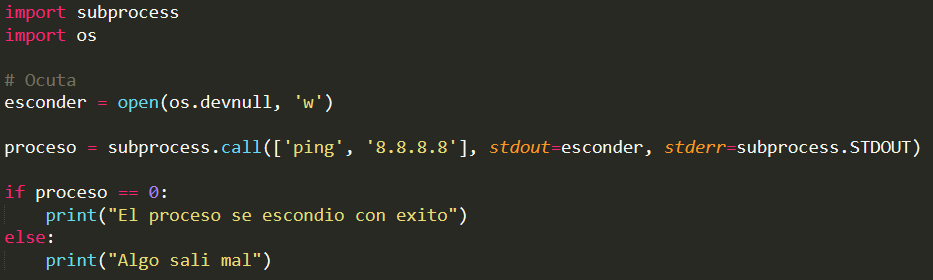 import subprocess
import os
# Ocuta
esconder = open(os.devnull, 'w')
proceso = subprocess.call(['ping', '8.8.8.8'], stdout=esconder, stderr=subprocess.STDOUT)
if proceso == 0:
    print("El proceso se escondio con exito")
else:
    print("Algo sali mal")